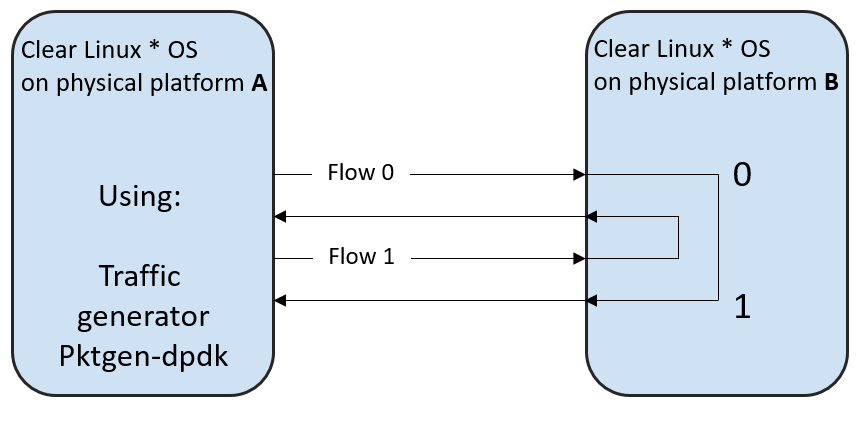 Clear Linux * OS
on physical platform A
Using:
Traffic
generator
Pktgen-dpdk
Flow 0
Flow 1
Clear Linux * OS
on physical platform B
0
1